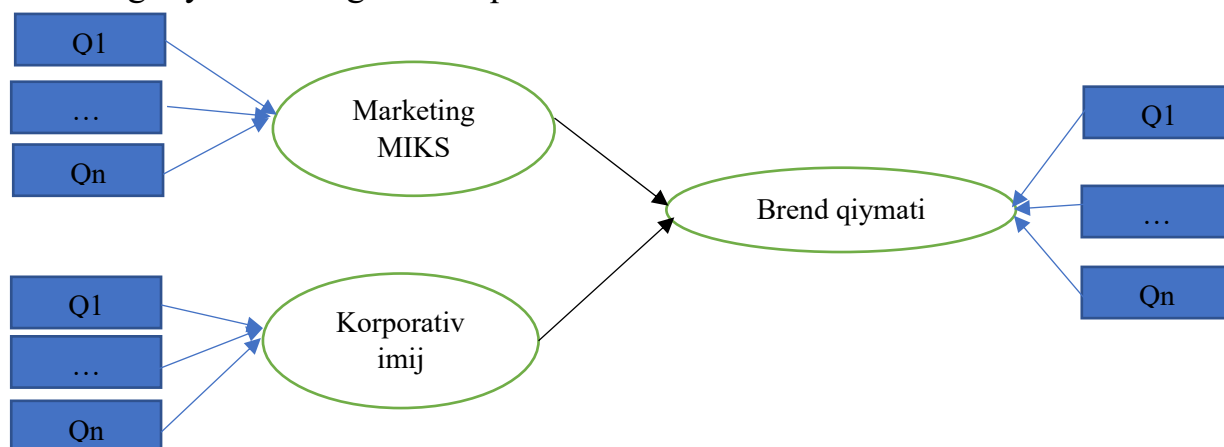 Q1
…
Qn
Marketing
MIKS
Q1
…
Qn
Korporativ
imij
Brend qiymati
Q1
…
Qn